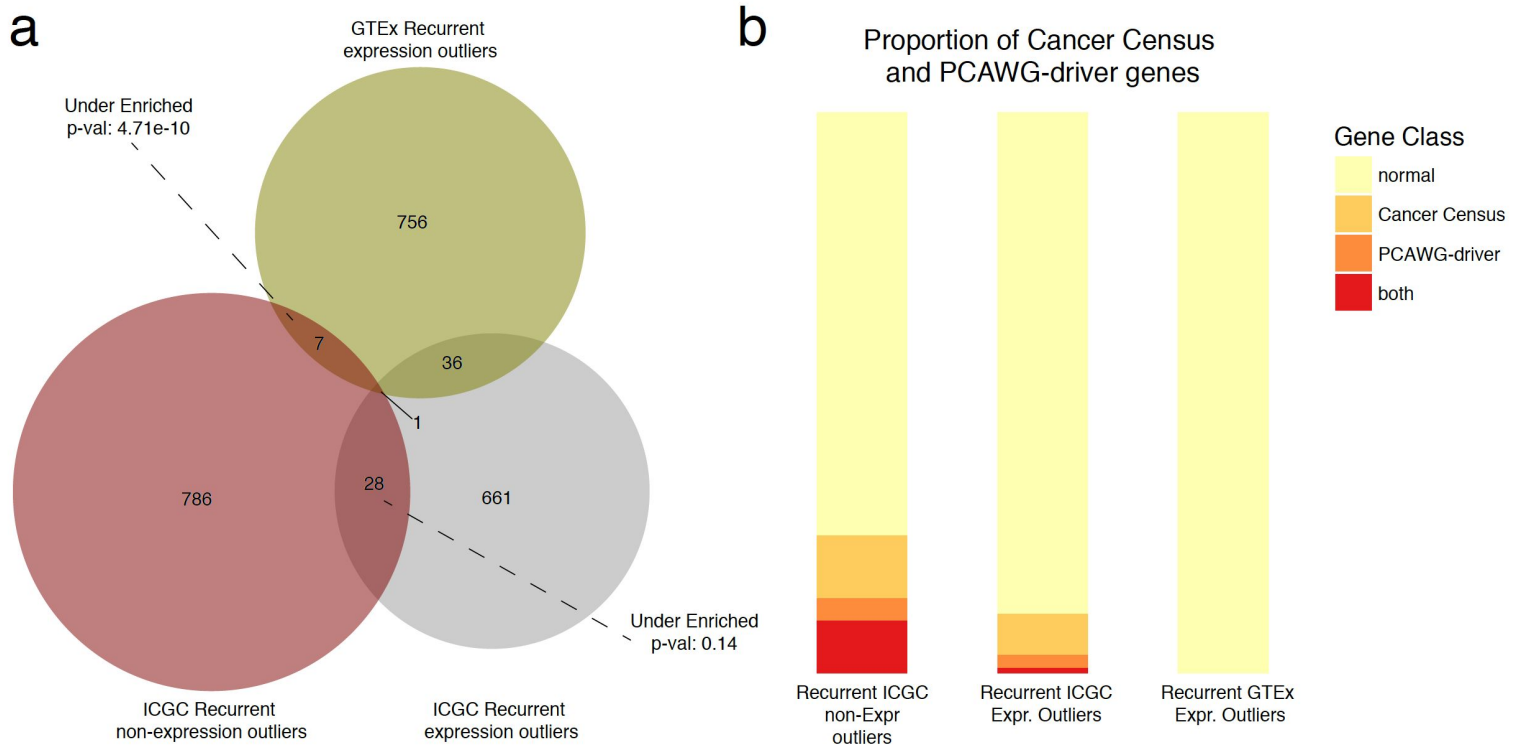 a
GTEx Recurrent
expression outliers
Under Enriched
p-val: 4.71e-10
756
7
36
1
28
786
661
Under Enriched
p-val: 0.14
ICGC Recurrent
non-expression outliers
ICGC Recurrent
expression outliers
b
Proportion of Cancer Census
and PCAWG-driver genes
Gene Class
normal
Cancer Census
PCAWG-driver
both
Recurrent ICGC
non-Expr
outliers
Recurrent ICGC
Expr. Outliers
Recurrent GTEx
Expr. Outliers